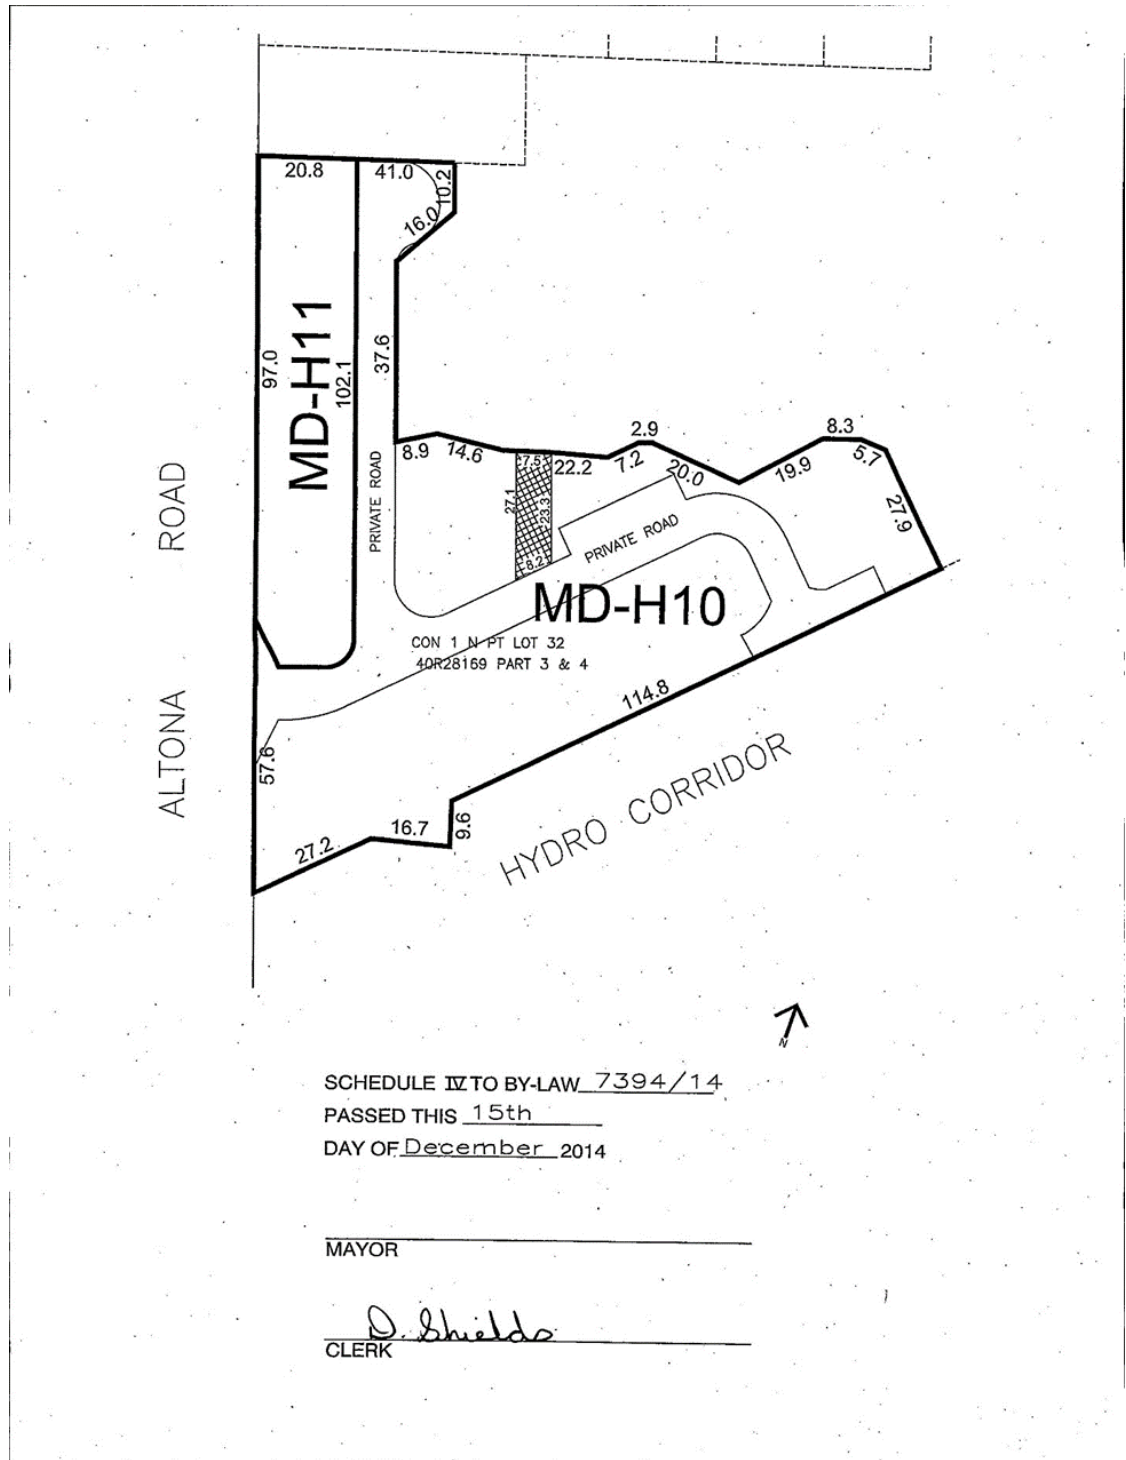 20.8
41.0
10.2
16.0
MD-H11
97.0
102.1
37.6
ROAD
PRIVATE ROAD
8.9
14.6
7.5
22.2
27.1
23.3
8.2
7.2
2.9
20.0
19.9
8.3
5.7
27.9
PRIVATE ROAD
MD-H10
CON 1 N PT LOT 32
40R28169 PART 3 & 4
ALTONA
57.6
114.8
27.2
16.7
9.6
HYDRO CORRIDOR
N
SCHEDULE IV TO BY-LAW 7394/14
PASSED THIS 15th
DAY OF December 2014
MAYOR
D. Shields
CLERK